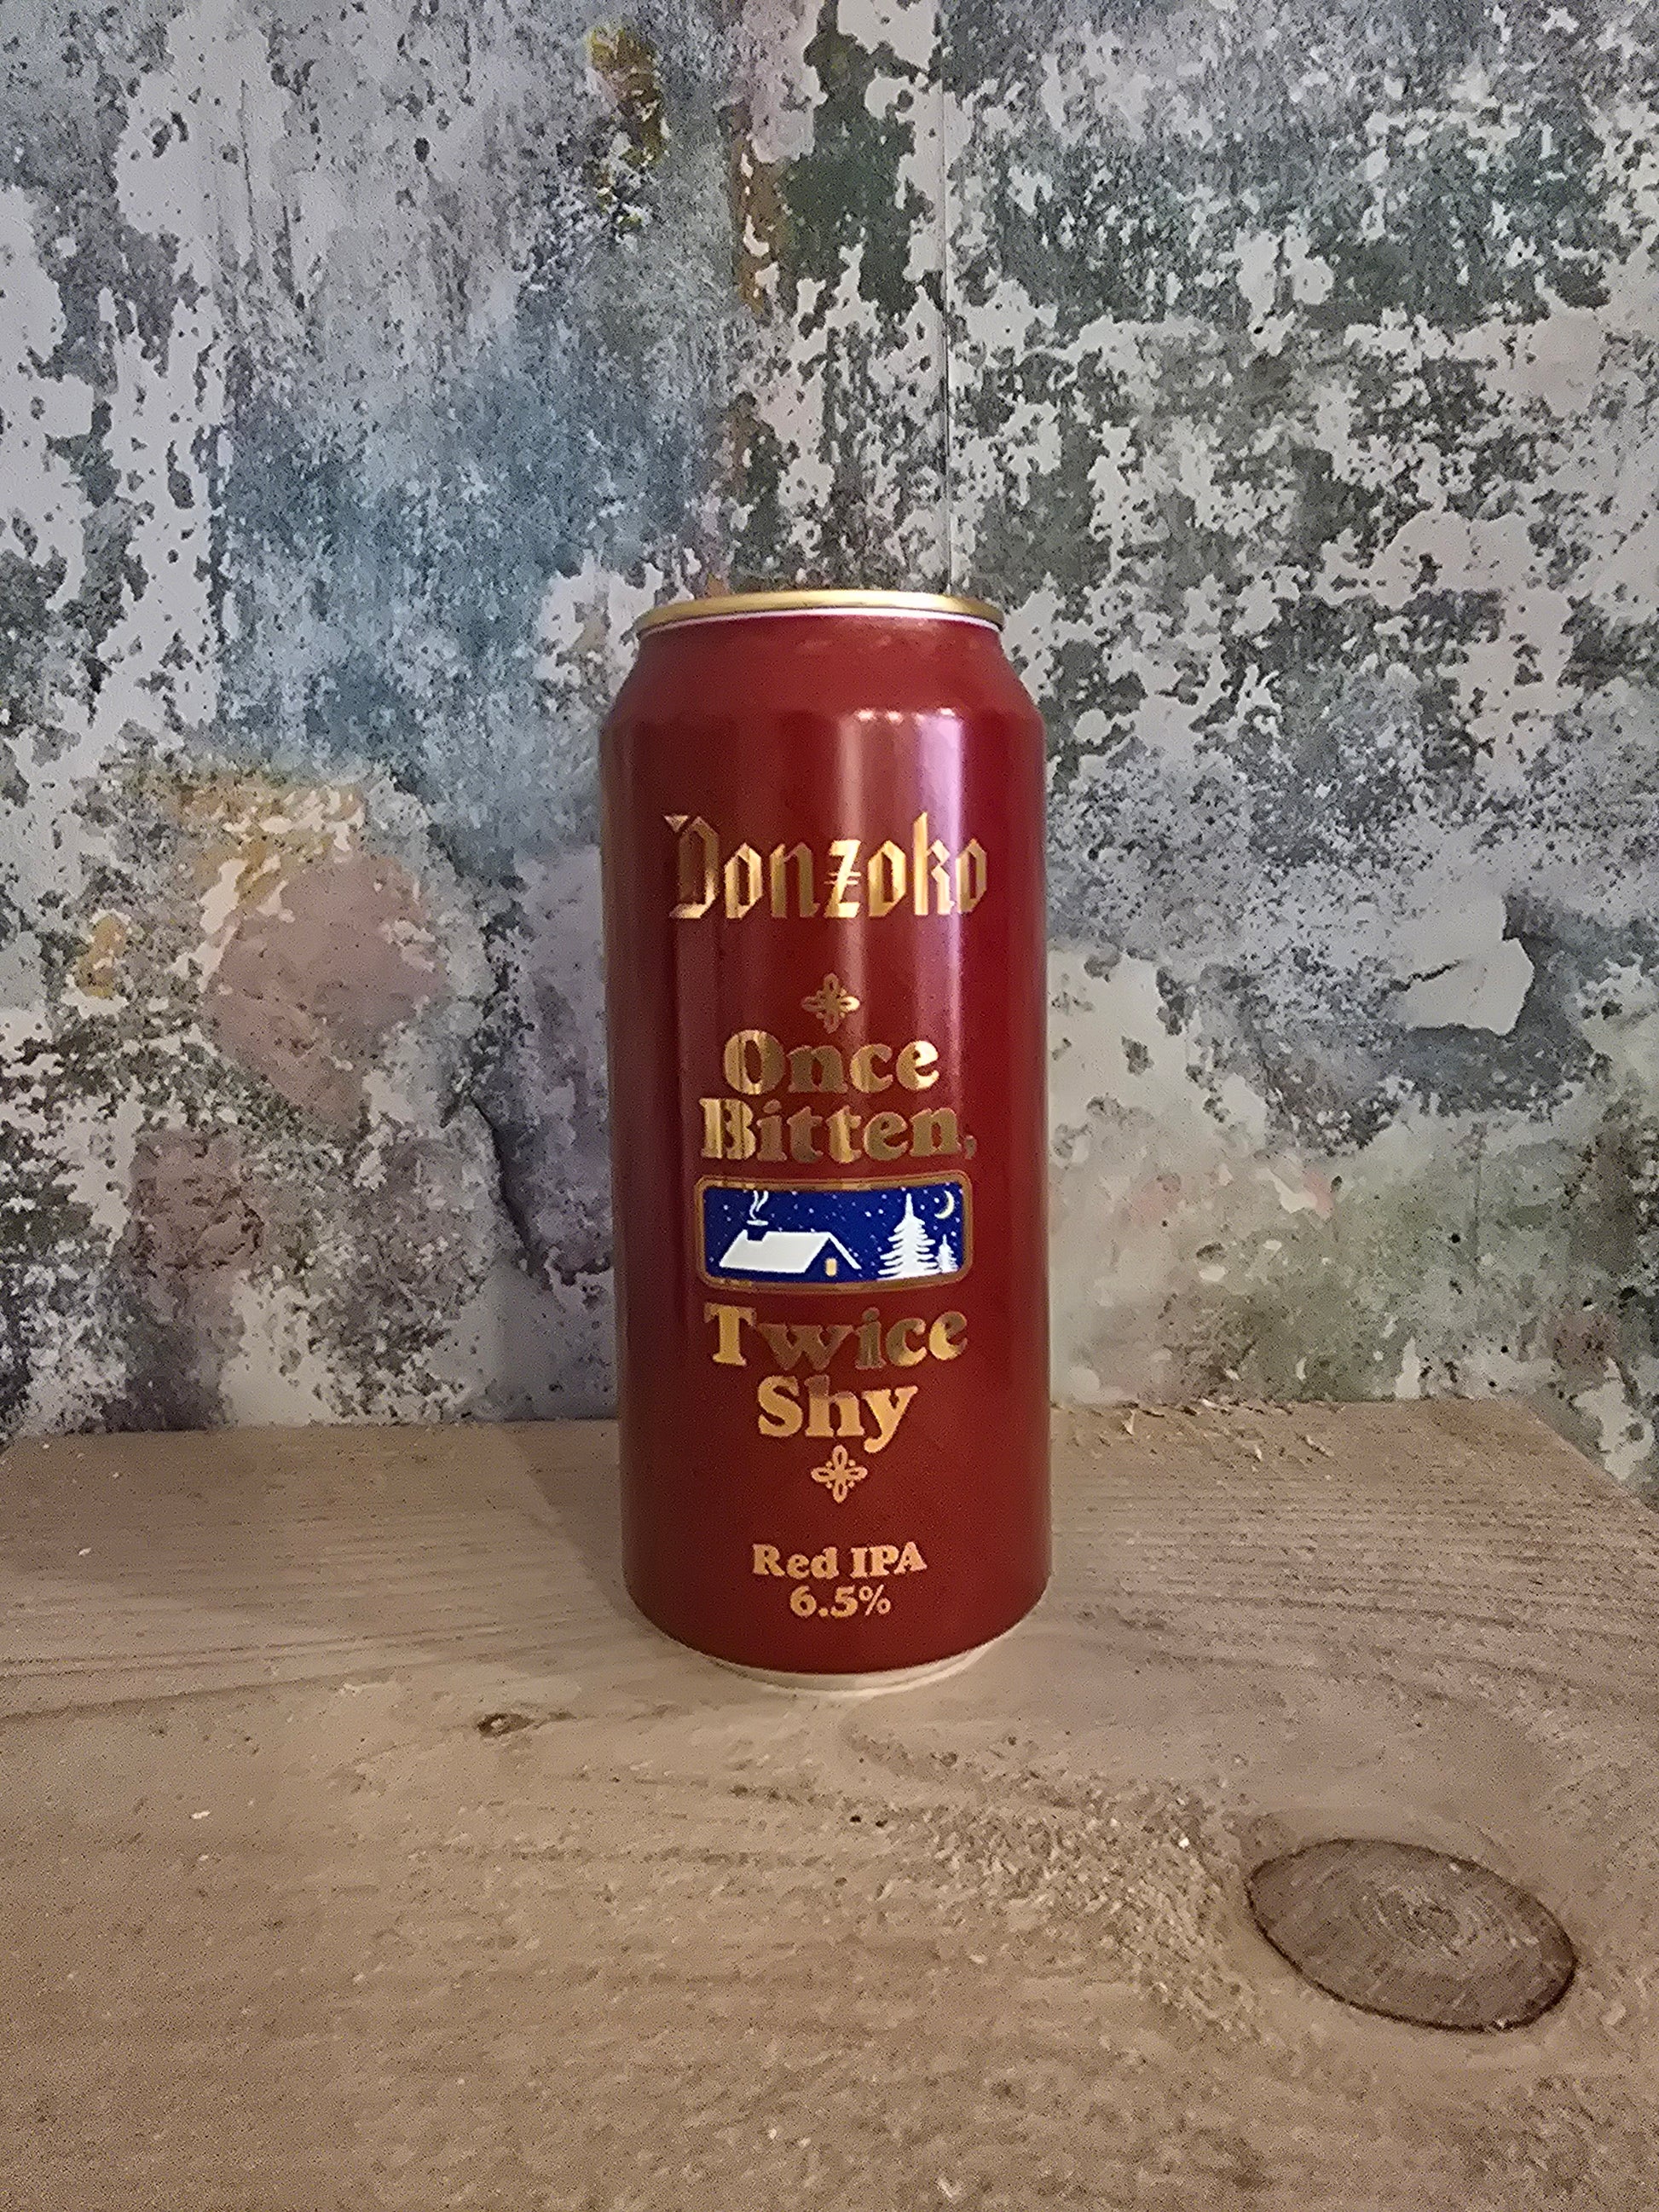 Donzoko
Once
Bitten,
Twice
Shy
Red IPA
6.5%